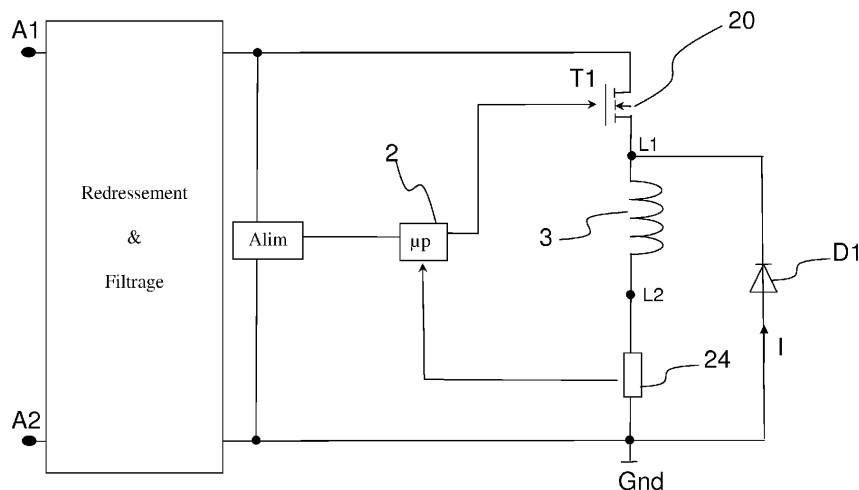 A1
20
T1
2
L1
Redressement
&
Filtrage
Alim
µp
3
D1
L2
I
24
A2
Gnd